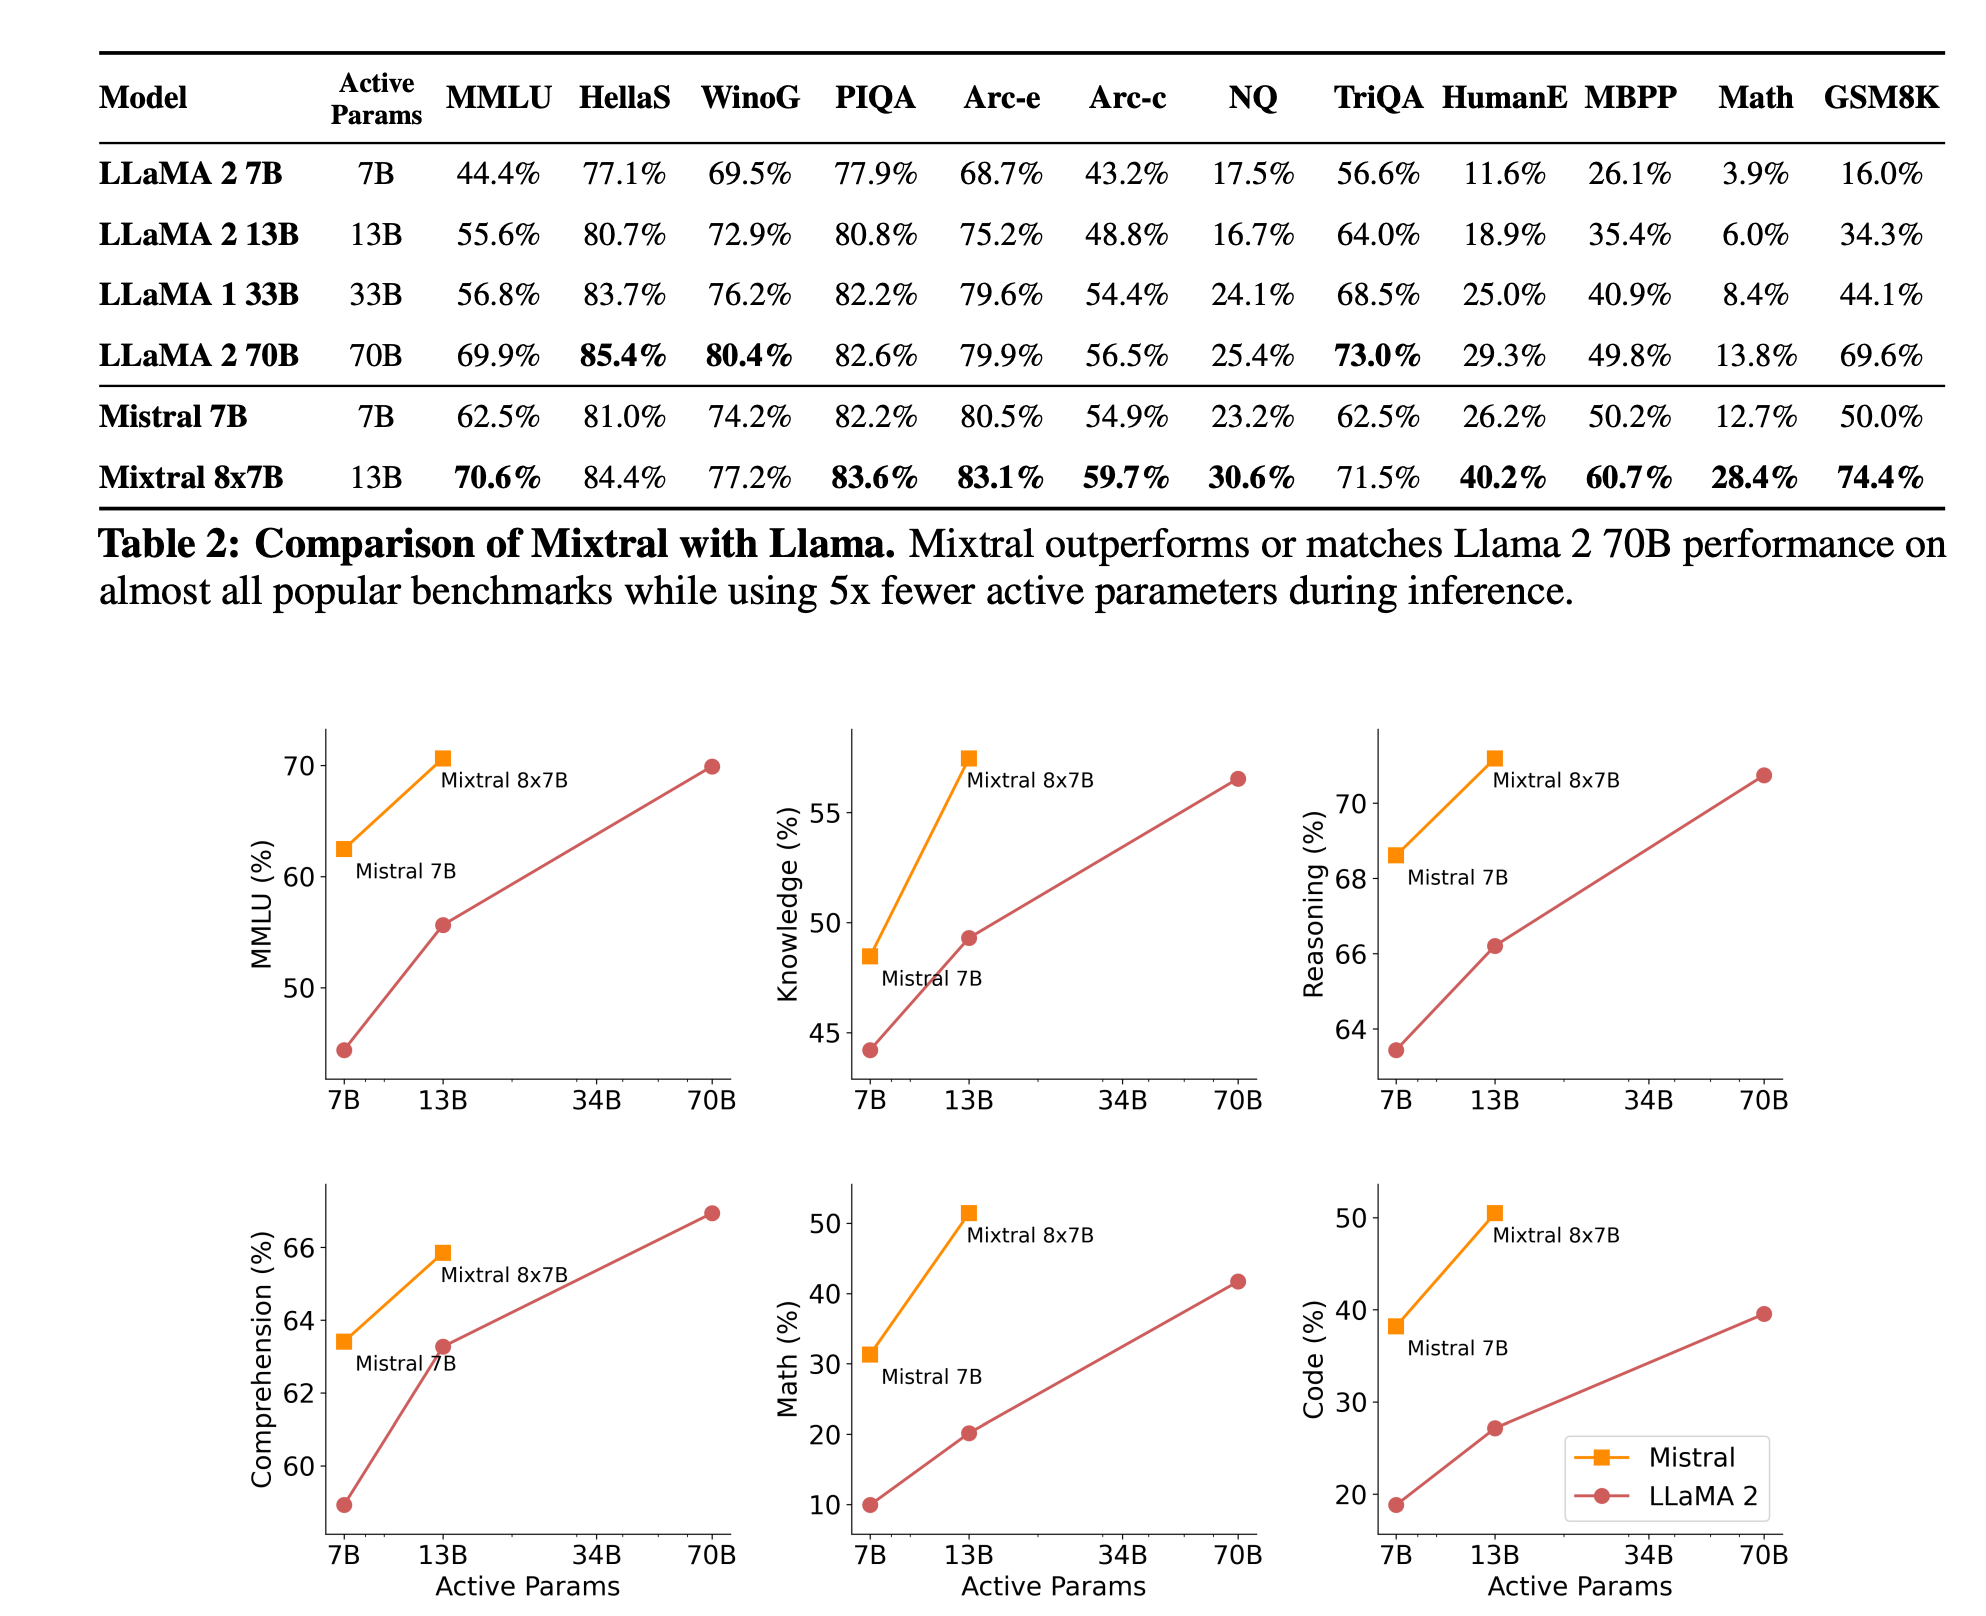 Model Active Params MMLU HellaS WinoG PIQA Arc-e Arc-c NQ TriQA HumanE MBPP Math GSM8K
LLaMA 2 7B 7B 44.4% 77.1% 69.5% 77.9% 68.7% 43.2% 17.5% 56.6% 11.6% 26.1% 3.9% 16.0%
LLaMA 2 13B 13B 55.6% 80.7% 72.9% 80.8% 75.2% 48.8% 16.7% 64.0% 18.9% 35.4% 6.0% 34.3%
LLaMA 1 33B 33B 56.8% 83.7% 76.2% 82.2% 79.6% 54.4% 24.1% 68.5% 25.0% 40.9% 8.4% 44.1%
LLaMA 2 70B 70B 69.9% 85.4% 80.4% 82.6% 79.9% 56.5% 25.4% 73.0% 29.3% 49.8% 13.8% 69.6%
Mistral 7B 7B 62.5% 81.0% 74.2% 82.2% 80.5% 54.9% 23.2% 62.5% 26.2% 50.2% 12.7% 50.0%
Mixtral 8x7B 13B 70.6% 84.4% 77.2% 83.6% 83.1% 59.7% 30.6% 71.5% 40.2% 60.7% 28.4% 74.4%
Table 2: Comparison of Mixtral with Llama. Mixtral outperforms or matches Llama 2 70B performance on
almost all popular benchmarks while using 5x fewer active parameters during inference.
MMLU (%)
70
60
50
Mixtral 8x7B
Mistral 7B
7B 13B 34B 70B
Knowledge (%)
55
50
45
Mixtral 8x7B
Mistral 7B
7B 13B 34B 70B
Reasoning (%)
70
68
66
64
Mixtral 8x7B
Mistral 7B
7B 13B 34B 70B
Comprehension (%)
66
64
62
60
Mixtral 8x7B
Mistral 7B
7B 13B 34B 70B
Active Params
Math (%)
50
40
30
20
10
Mixtral 8x7B
Mistral 7B
7B 13B 34B 70B
Active Params
Code (%)
50
40
30
20
Mixtral 8x7B
Mistral 7B
Mistral
LLaMA 2
7B 13B 34B 70B
Active Params